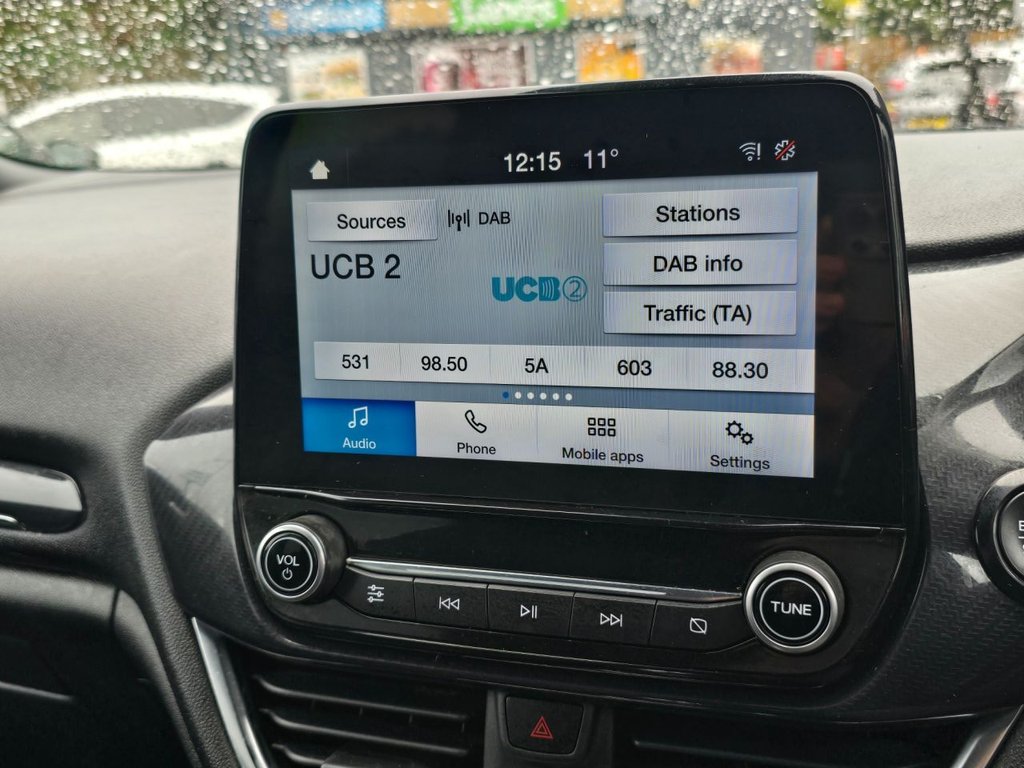 12:15 11°
Sources DAB Stations
UCB 2
UCB 2
DAB info
Traffic (TA)
531 98.50 5A 603 88.30
Audio Phone Mobile apps Settings
VOL
TUNE